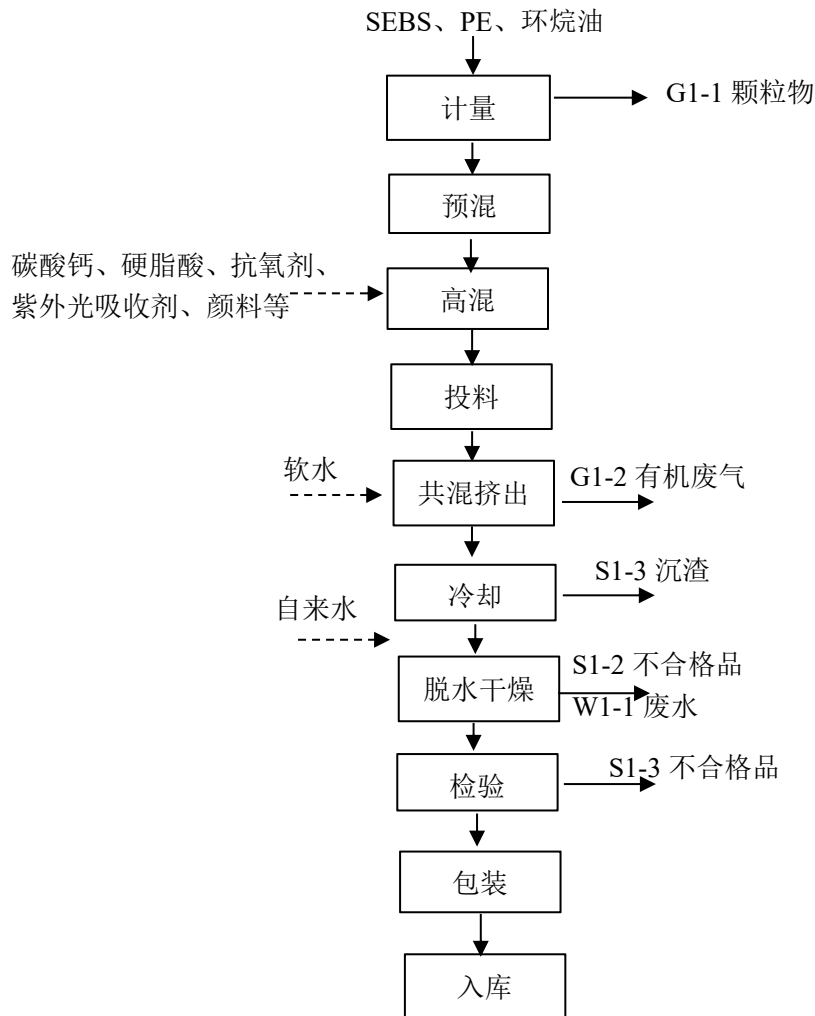 SEBS、PE、环烷油
计量
G1-1 颗粒物
预混
碳酸钙、硬脂酸、抗氧剂、
紫外光吸收剂、颜料等
高混
投料
软水
共混挤出
G1-2 有机废气
冷却
S1-3 沉渣
自来水
脱水干燥
S1-2 不合格品
W1-1 废水
检验
S1-3 不合格品
包装
入库